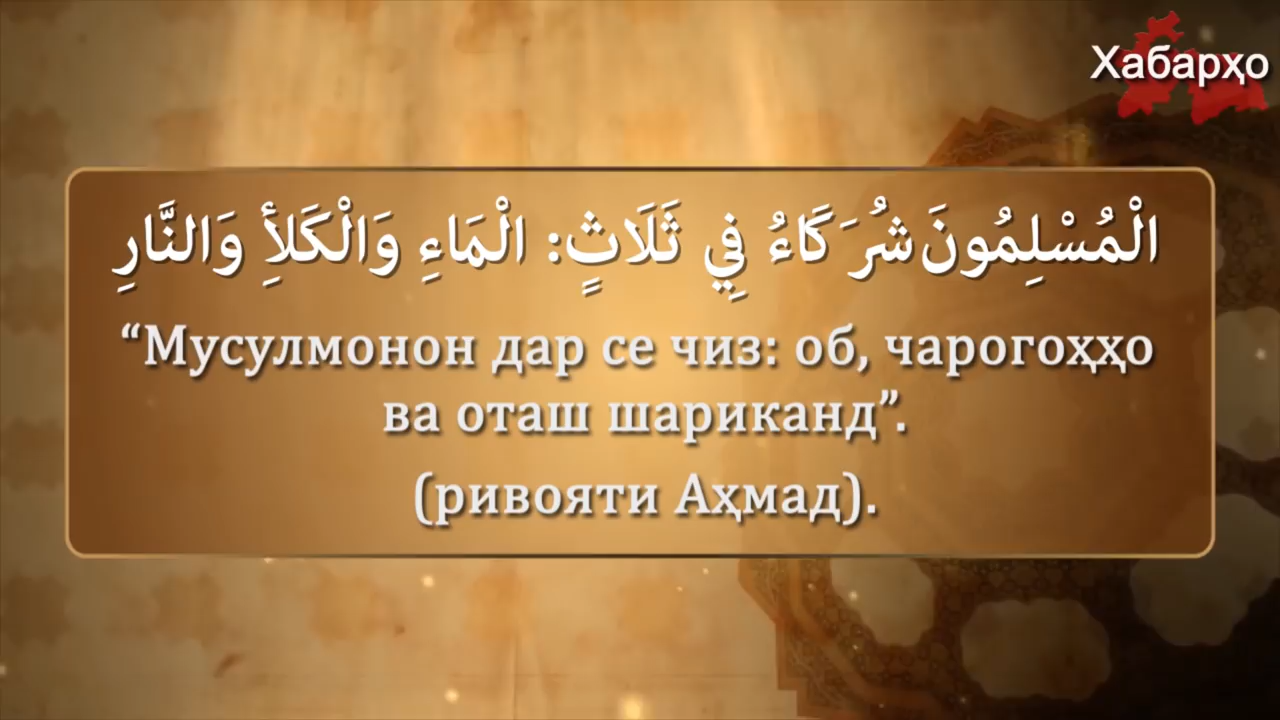 Хабарҳо
الْمُسْلِمُونَ شُرَكَاءُ فِي ثَلَاثٍ: الْمَاءِ وَالْكَلأِ وَالنَّارِ
“Мусулмонон дар се чиз: об, чарогоҳҳо
ва оташ шариканд”.
(ривояти Аҳмад).